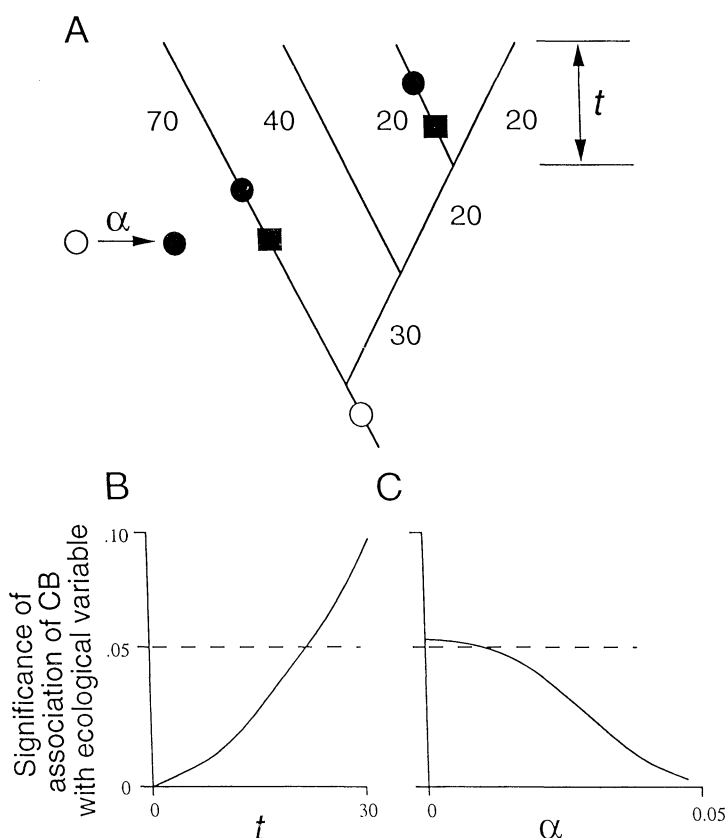 A
70
40
20
20
t
20
α
30
B
C
Significance of
association of CB
with ecological variable
.10
.05
0
0
30
t
0
0.05
α